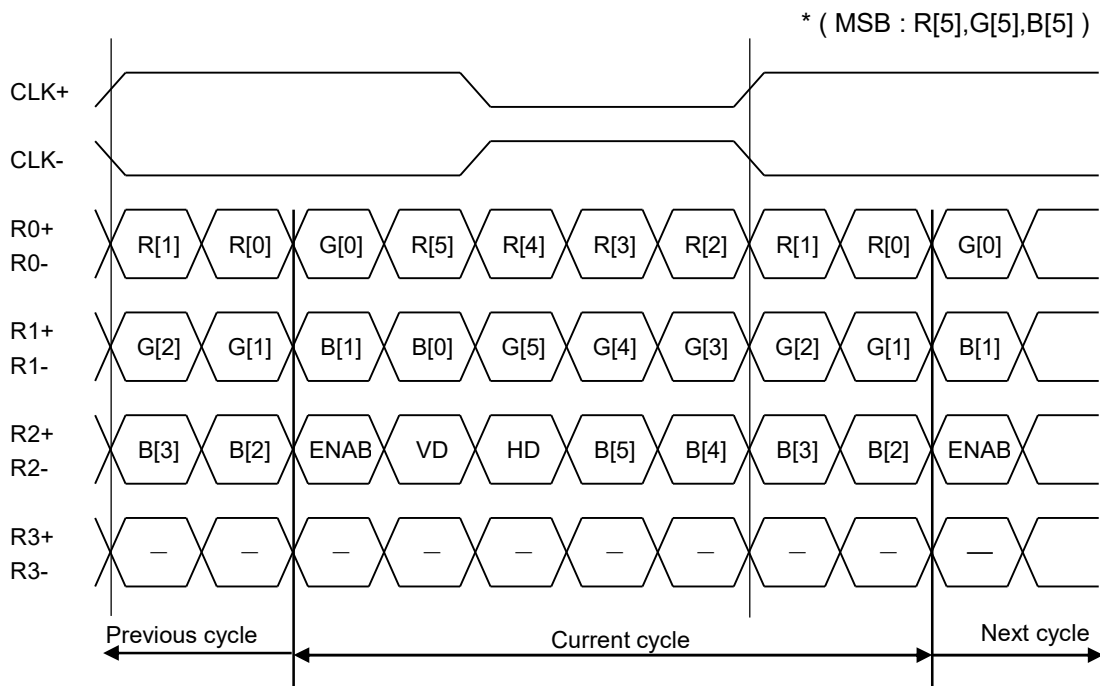 * ( MSB : R[5],G[5],B[5] )
CLK+
CLK-
R0+
R0-
R[1] R[0] G[0] R[5] R[4] R[3] R[2] R[1] R[0] G[0]
R1+
R1-
G[2] G[1] B[1] B[0] G[5] G[4] G[3] G[2] G[1] B[1]
R2+
R2-
B[3] B[2] ENAB VD HD B[5] B[4] B[3] B[2] ENAB
R3+
R3-
— — — — — — — — — —
Previous cycle Current cycle Next cycle